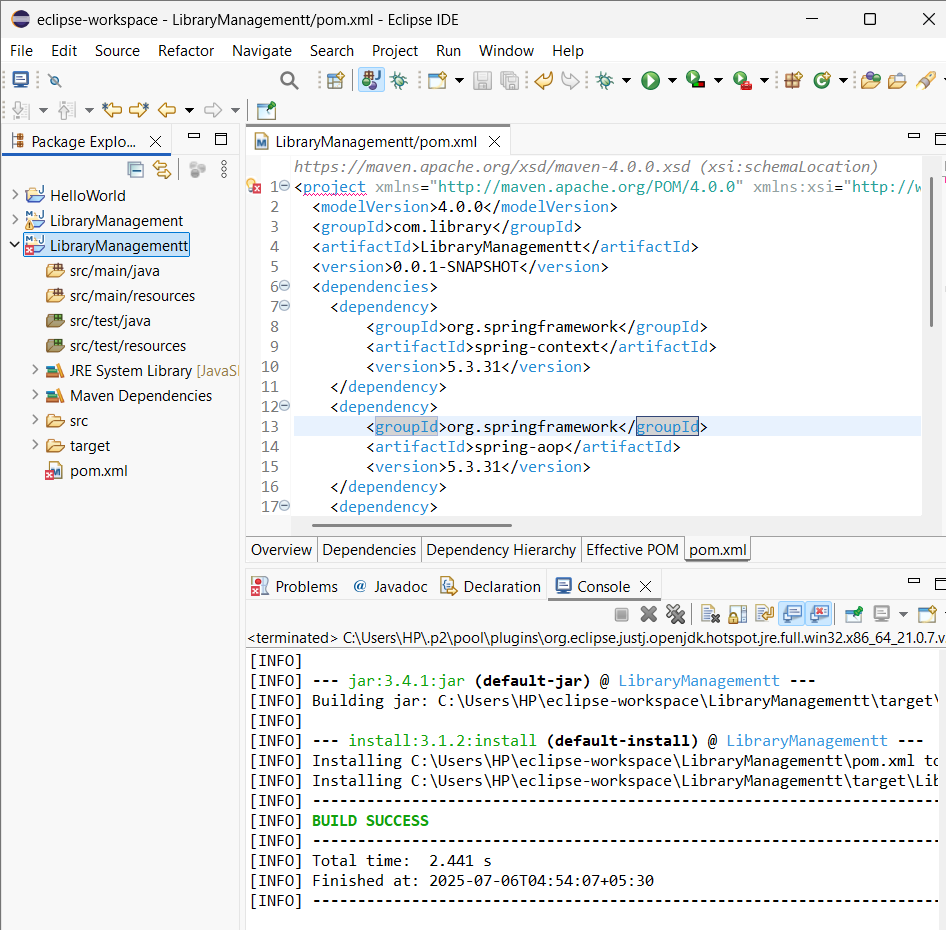 eclipse-workspace - LibraryManagementt/pom.xml - Eclipse IDE
File Edit Source Refactor Navigate Search Project Run Window Help
Package Explo...
HelloWorld
LibraryManagement
LibraryManagementt
src/main/java
src/main/resources
src/test/java
src/test/resources
JRE System Library [JavaS
Maven Dependencies
src
target
pom.xml
LibraryManagementt/pom.xml
https://maven.apache.org/xsd/maven-4.0.0.xsd (xsi:schemaLocation)
1 <project xmlns="http://maven.apache.org/POM/4.0.0" xmlns:xsi="http://w
2 <modelVersion>4.0.0</modelVersion>
3 <groupId>com.library</groupId>
4 <artifactId>LibraryManagementt</artifactId>
5 <version>0.0.1-SNAPSHOT</version>
6 <dependencies>
7 <dependency>
8 <groupId>org.springframework</groupId>
9 <artifactId>spring-context</artifactId>
10 <version>5.3.31</version>
11 </dependency>
12 <dependency>
13 <groupId>org.springframework</groupId>
14 <artifactId>spring-aop</artifactId>
15 <version>5.3.31</version>
16 </dependency>
17 <dependency>
Overview Dependencies Dependency Hierarchy Effective POM pom.xml
Problems @ Javadoc Declaration Console
<terminated> C:\Users\HP\.p2\pool\plugins\org.eclipse.justj.openjdk.hotspot.jre.full.win32.x86_64_21.0.7.v
[INFO]
[INFO] --- jar:3.4.1:jar (default-jar) @ LibraryManagementt ---
[INFO] Building jar: C:\Users\HP\eclipse-workspace\LibraryManagementt\target\
[INFO]
[INFO] --- install:3.1.2:install (default-install) @ LibraryManagementt ---
[INFO] Installing C:\Users\HP\eclipse-workspace\LibraryManagementt\pom.xml to
[INFO] Installing C:\Users\HP\eclipse-workspace\LibraryManagementt\target\Lib
[INFO] ------------------------------------------------------------------------
[INFO] BUILD SUCCESS
[INFO] ------------------------------------------------------------------------
[INFO] Total time:  2.441 s
[INFO] Finished at: 2025-07-06T04:54:07+05:30
[INFO] ------------------------------------------------------------------------